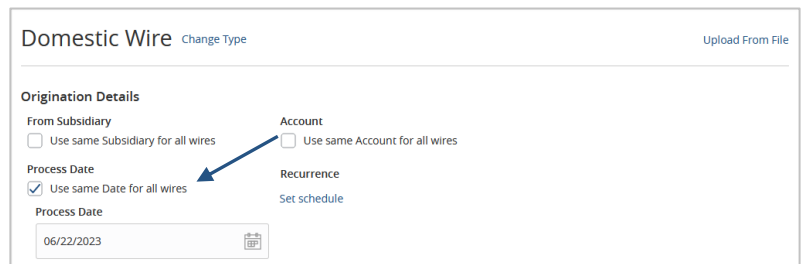 Domestic Wire Change Type
Upload From File
Origination Details
From Subsidiary
Use same Subsidiary for all wires
Account
Use same Account for all wires
Process Date
Use same Date for all wires
Recurrence
Set schedule
Process Date
06/22/2023